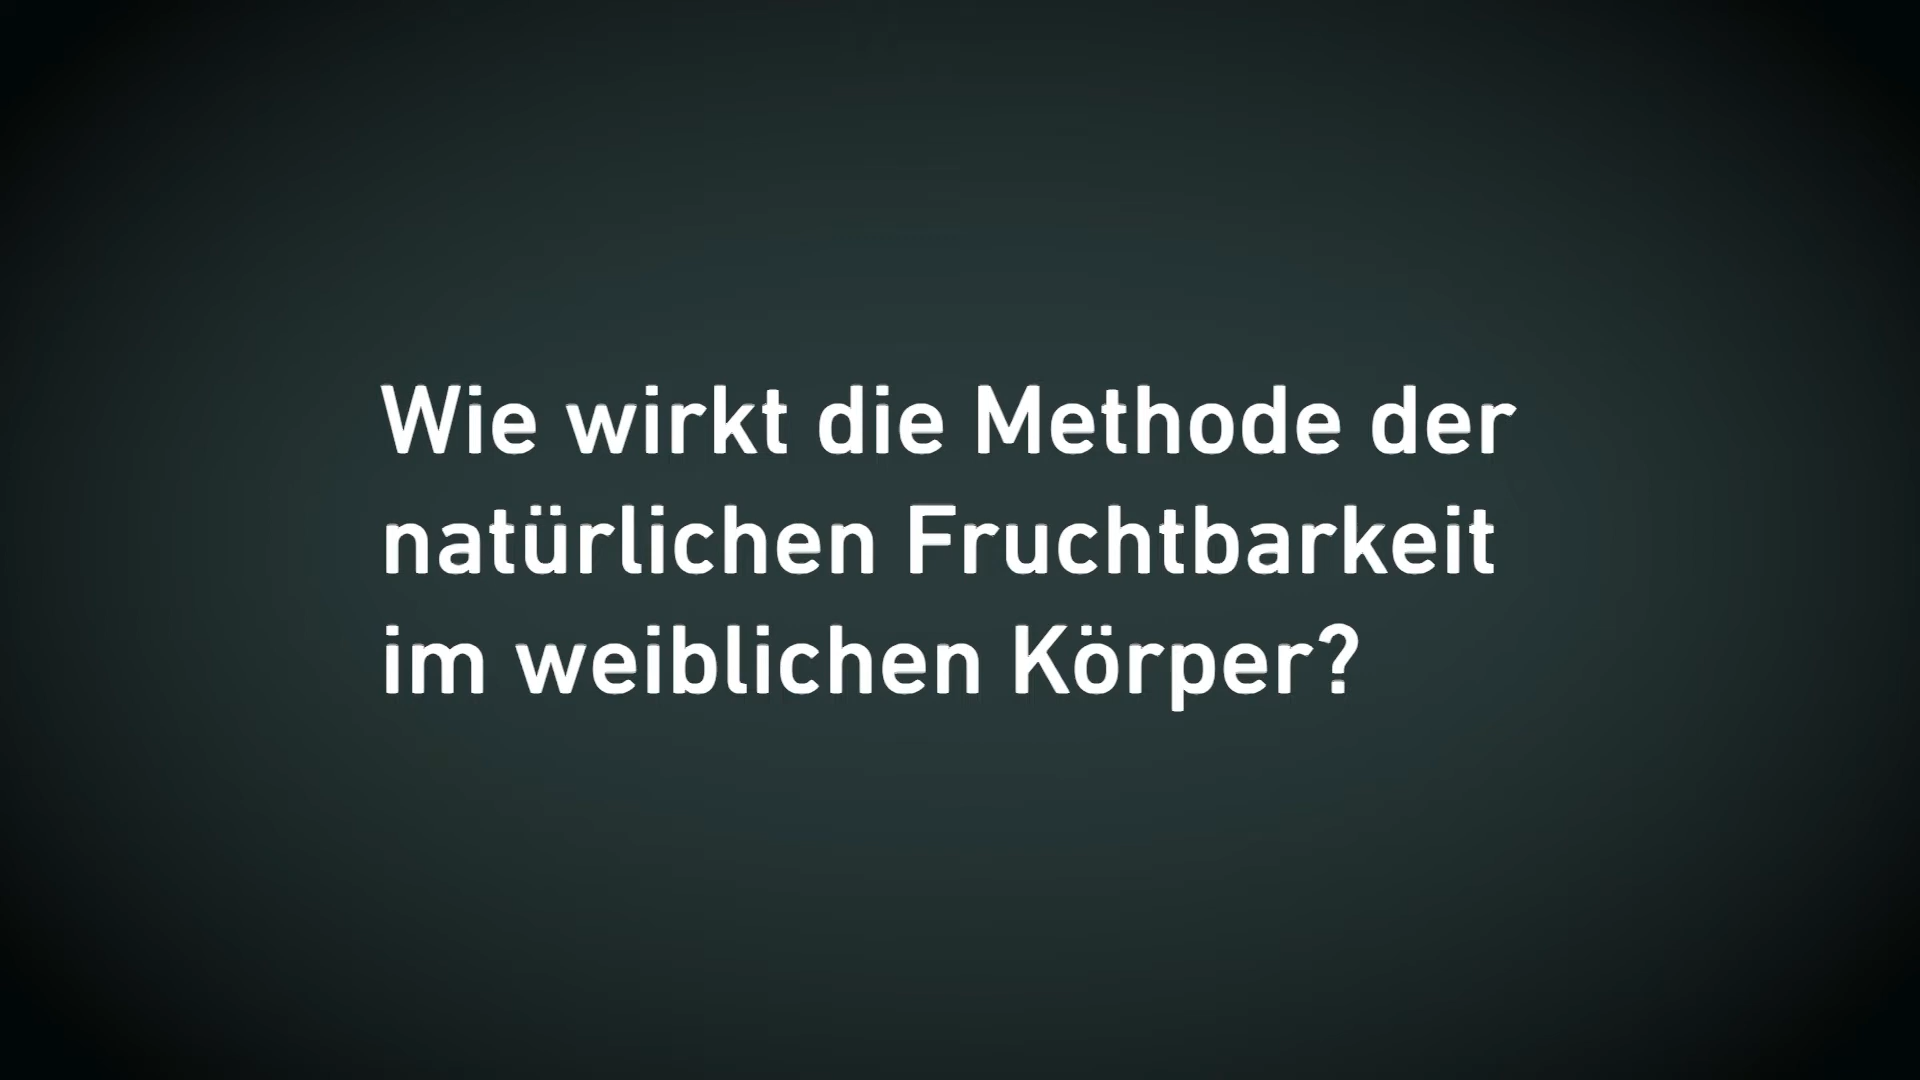 Wie wirkt die Methode der
natürlichen Fruchtbarkeit
im weiblichen Körper?